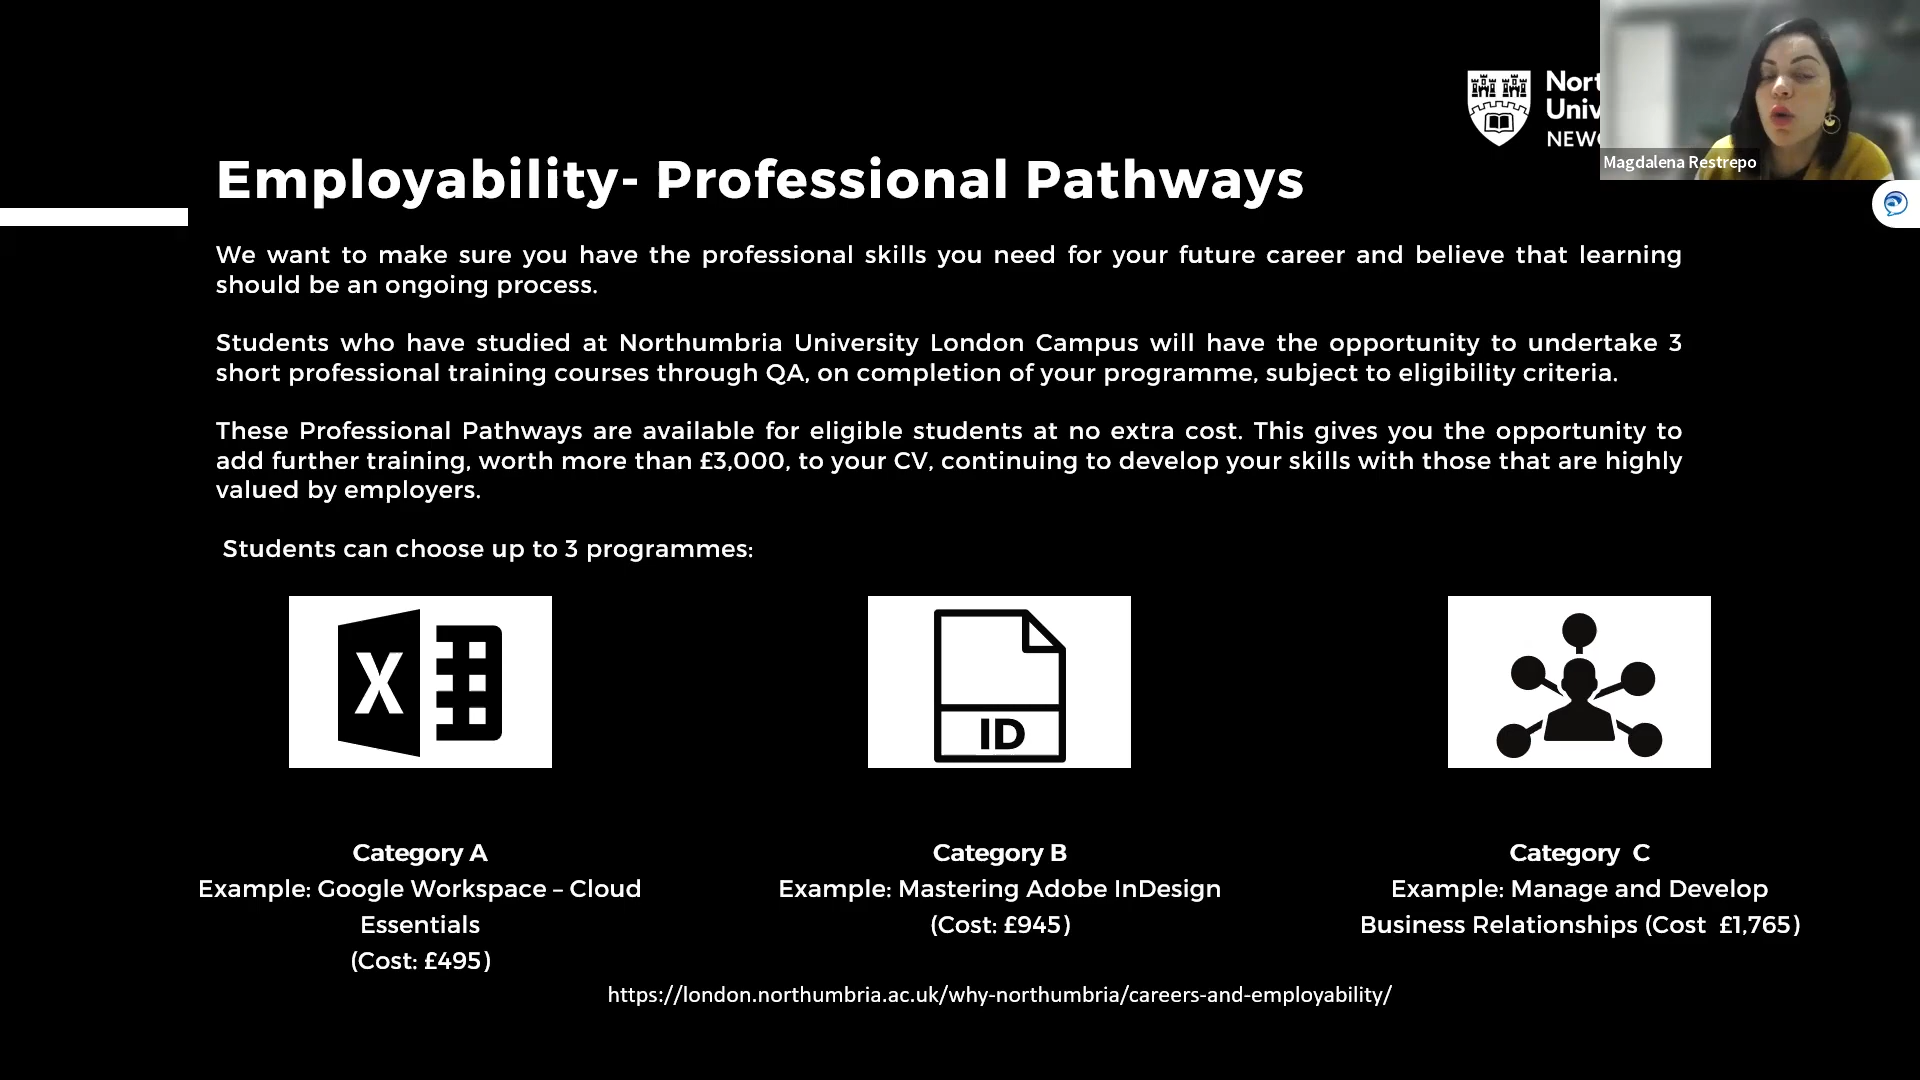 Nort
Univ
NEWC
Magdalena Restrepo
Employability- Professional Pathways
We want to make sure you have the professional skills you need for your future career and believe that learning
should be an ongoing process.
Students who have studied at Northumbria University London Campus will have the opportunity to undertake 3
short professional training courses through QA, on completion of your programme, subject to eligibility criteria.
These Professional Pathways are available for eligible students at no extra cost. This gives you the opportunity to
add further training, worth more than £3,000, to your CV, continuing to develop your skills with those that are highly
valued by employers.
Students can choose up to 3 programmes:
X
ID
Category A
Example: Google Workspace – Cloud
Essentials
(Cost: £495)
Category B
Example: Mastering Adobe InDesign
(Cost: £945)
Category C
Example: Manage and Develop
Business Relationships (Cost £1,765)
https://london.northumbria.ac.uk/why-northumbria/careers-and-employability/